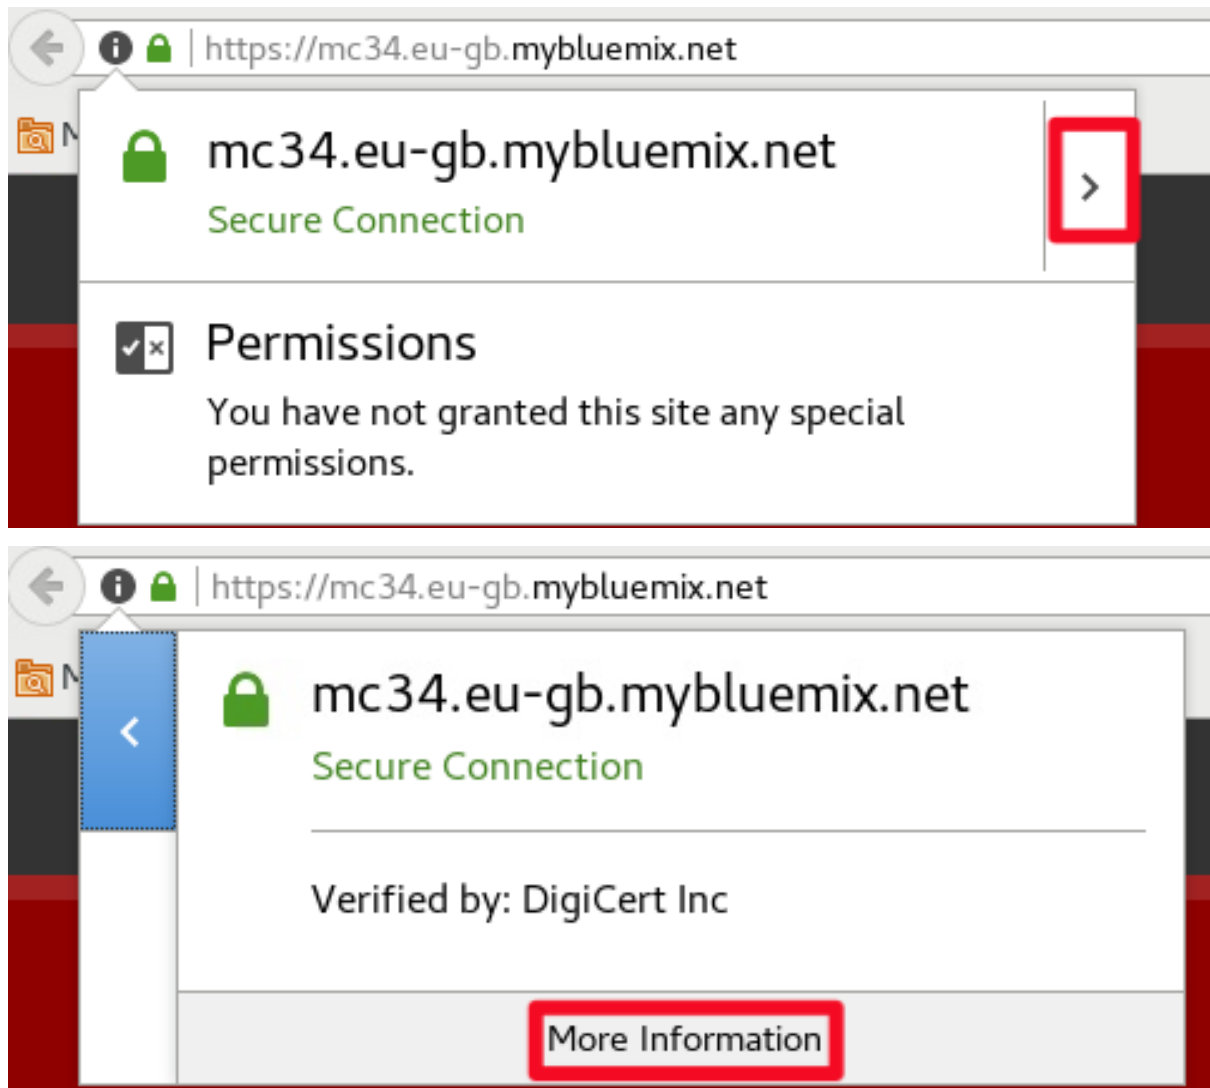 https://mc34.eu-gb.mybluemix.net
mc34.eu-gb.mybluemix.net
Secure Connection
Permissions
You have not granted this site any special
permissions.
https://mc34.eu-gb.mybluemix.net
mc34.eu-gb.mybluemix.net
Secure Connection
Verified by: DigiCert Inc
More Information